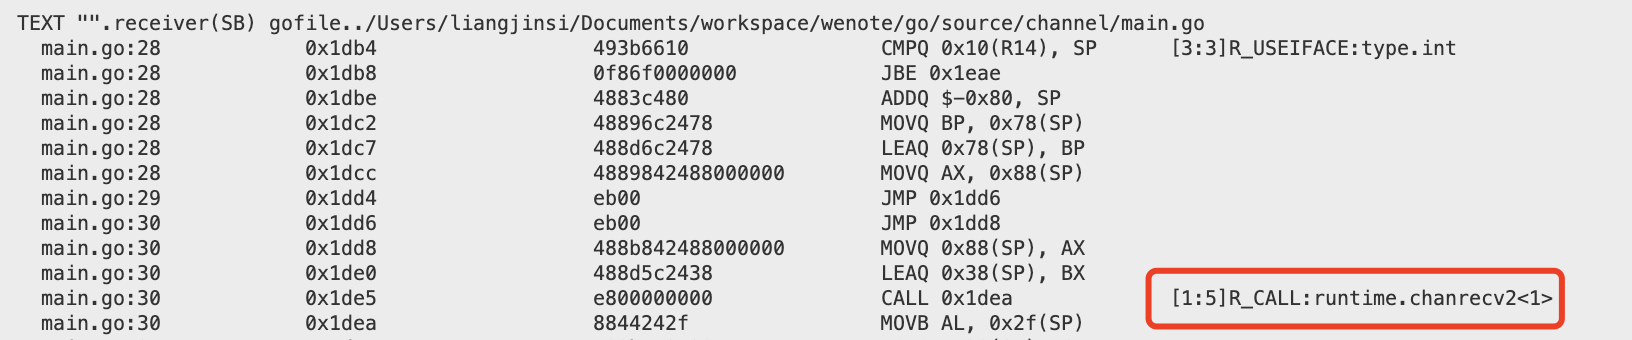 TEXT "".receiver(SB) gofile../Users/liangjinsi/Documents/workspace/wenote/go/source/channel/main.go
main.go:28 0x1db4 493b6610 CMPQ 0x10(R14), SP [3:3]R_USEIFACE:type.int
main.go:28 0x1db8 0f86f0000000 JBE 0x1eae
main.go:28 0x1dbe 4883c480 ADDQ $-0x80, SP
main.go:28 0x1dc2 48896c2478 MOVQ BP, 0x78(SP)
main.go:28 0x1dc7 488d6c2478 LEAQ 0x78(SP), BP
main.go:28 0x1dcc 4889842488000000 MOVQ AX, 0x88(SP)
main.go:29 0x1dd4 eb00 JMP 0x1dd6
main.go:30 0x1dd6 eb00 JMP 0x1dd8
main.go:30 0x1dd8 488b842488000000 MOVQ 0x88(SP), AX
main.go:30 0x1de0 488d5c2438 LEAQ 0x38(SP), BX
main.go:30 0x1de5 e800000000 CALL 0x1dea [1:5]R_CALL:runtime.chanrecv2<1>
main.go:30 0x1dea 8844242f MOVB AL, 0x2f(SP)